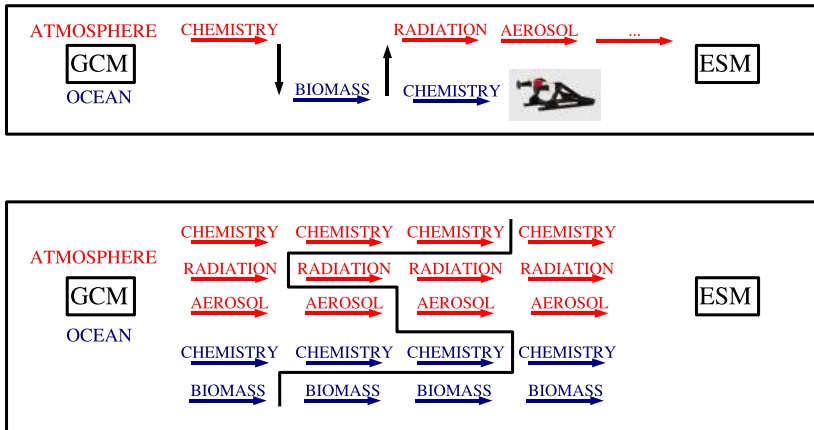 ATMOSPHERE CHEMISTRY RADIATION AEROSOL ...
GCM ESM
OCEAN BIOMASS CHEMISTRY
CHEMISTRY CHEMISTRY CHEMISTRY CHEMISTRY
ATMOSPHERE
RADIATION RADIATION RADIATION RADIATION
GCM AEROSOL AEROSOL AEROSOL AEROSOL ESM
OCEAN
CHEMISTRY CHEMISTRY CHEMISTRY CHEMISTRY
BIOMASS BIOMASS BIOMASS BIOMASS